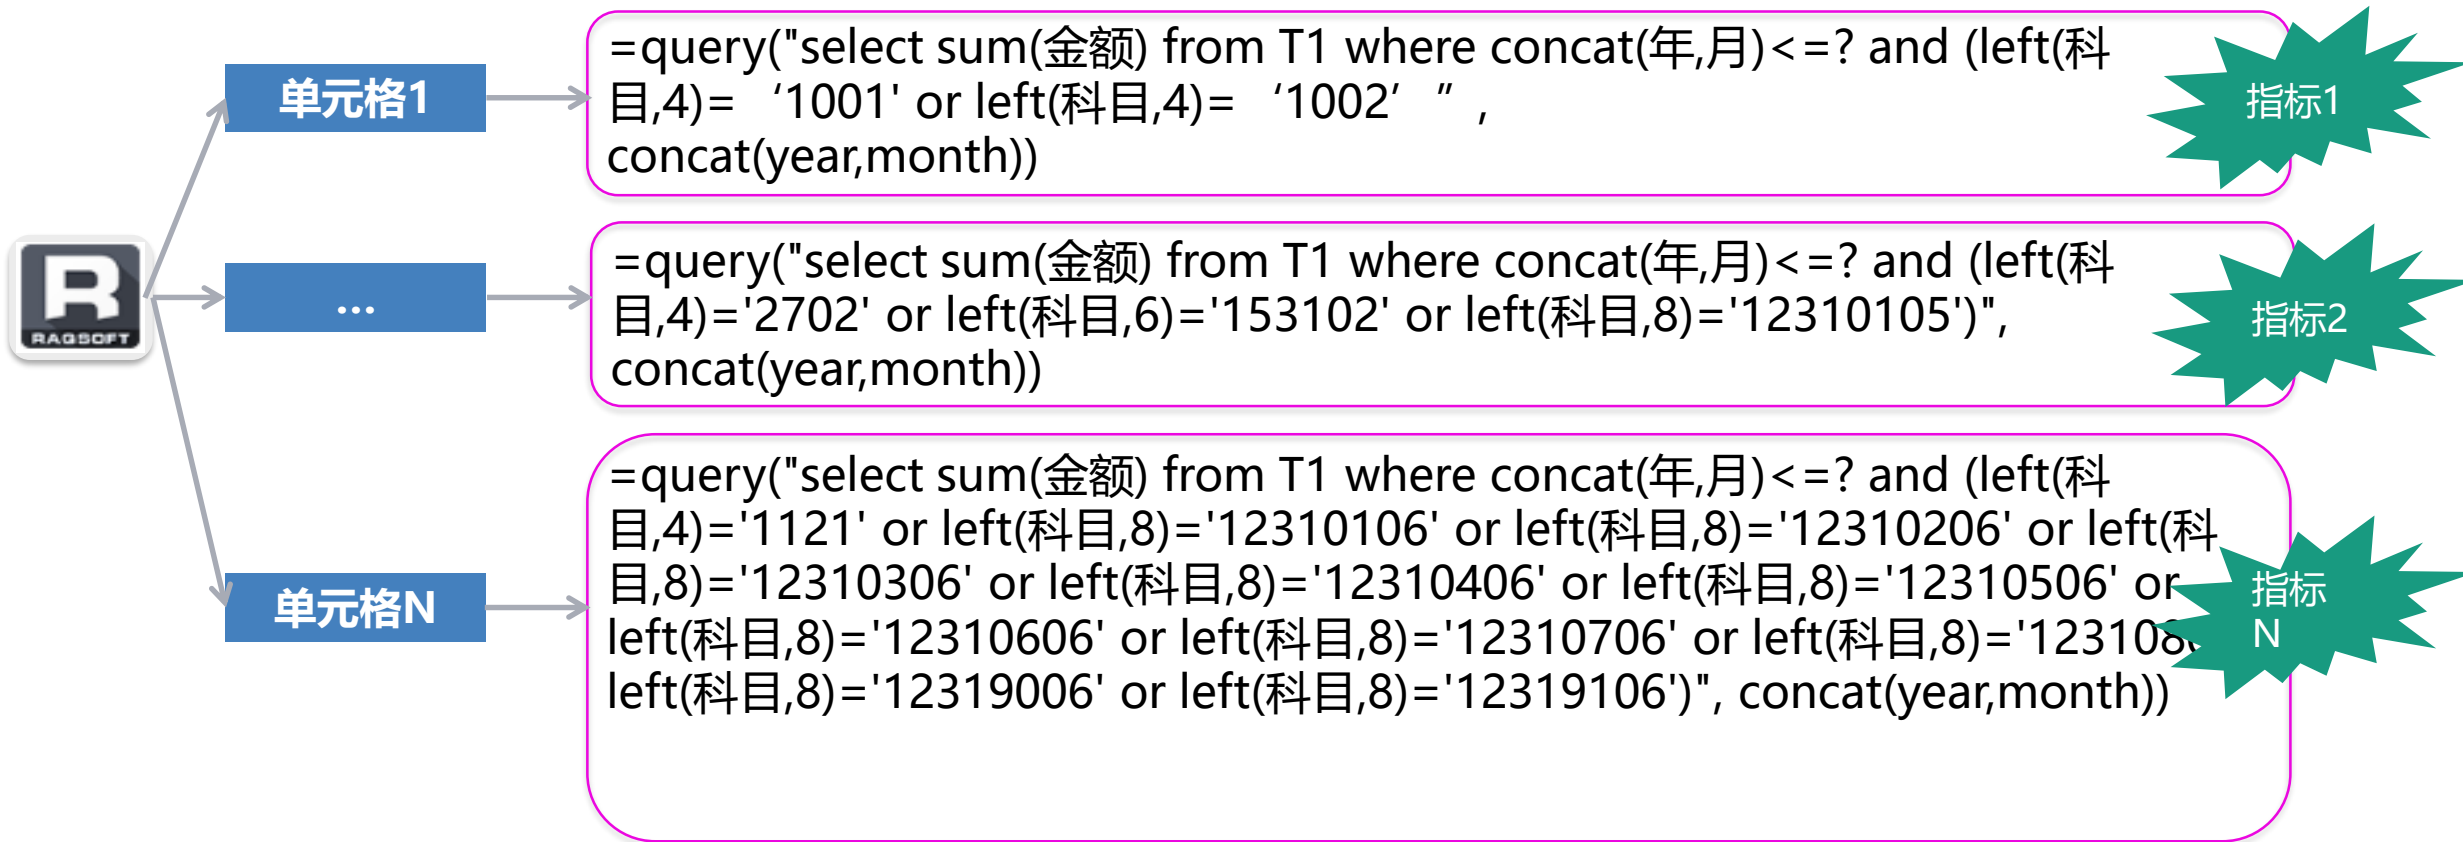 单元格1
=query("select sum(金额) from T1 where concat(年,月)<=? and (left(科
目,4)= ‘1001' or left(科目,4)= ‘1002’ ”,
concat(year,month))
指标1
RAQSOFT
...
=query("select sum(金额) from T1 where concat(年,月)<=? and (left(科
目,4)='2702' or left(科目,6)='153102' or left(科目,8)='12310105')",
concat(year,month))
指标2
单元格N
=query("select sum(金额) from T1 where concat(年,月)<=? and (left(科
目,4)='1121' or left(科目,8)='12310106' or left(科目,8)='12310206' or left(科
目,8)='12310306' or left(科目,8)='12310406' or left(科目,8)='12310506' or
left(科目,8)='12310606' or left(科目,8)='12310706' or left(科目,8)='123108
left(科目,8)='12319006' or left(科目,8)='12319106')", concat(year,month))
指标
N